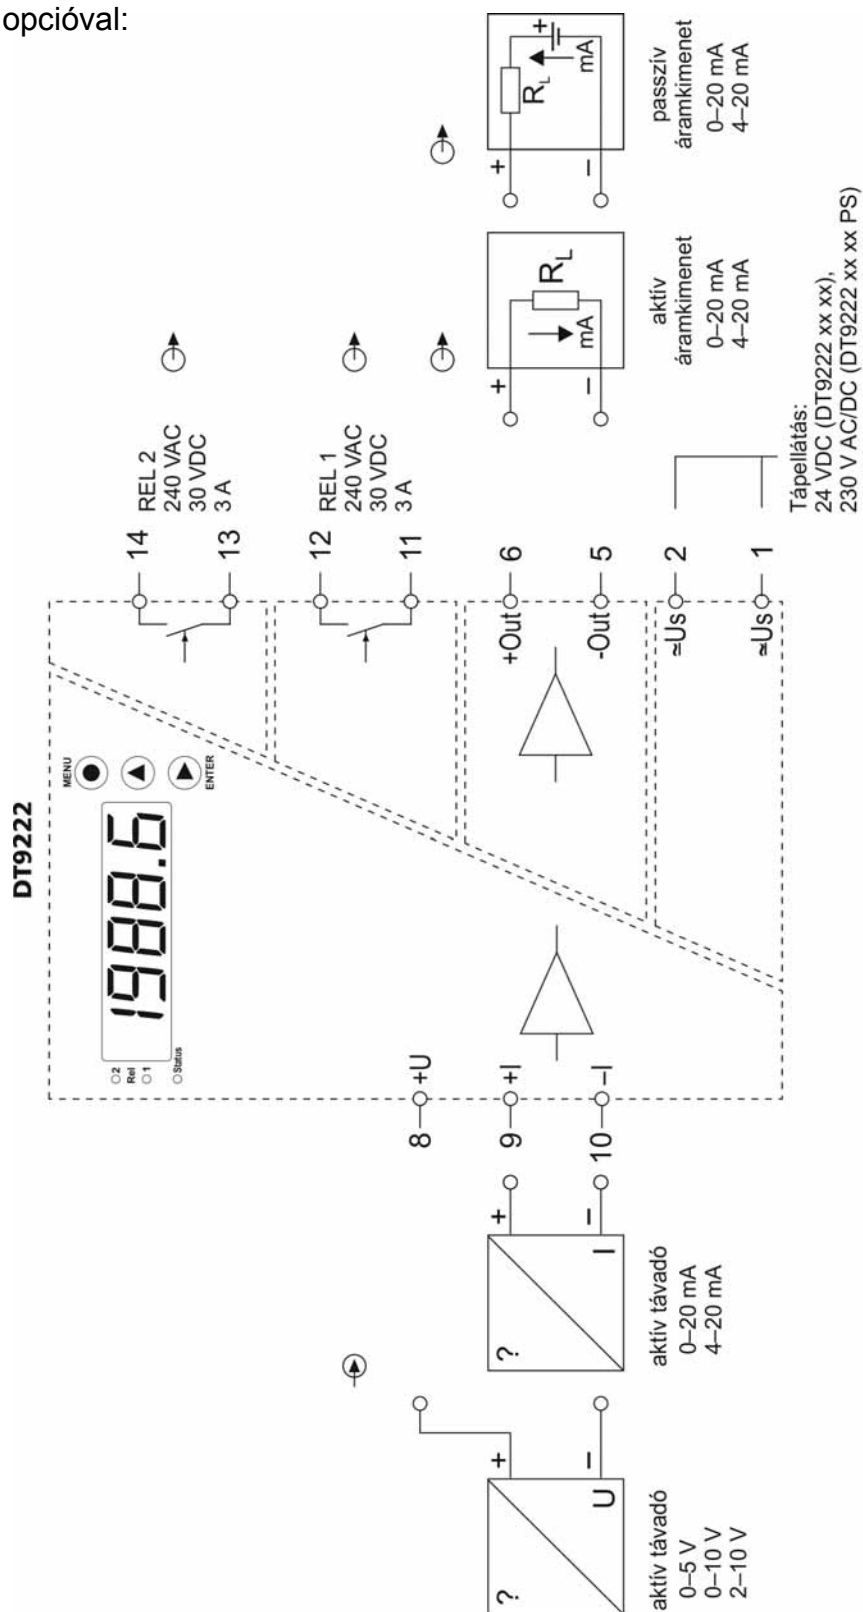 opcióval:
DT9222
MENU
ENTER
1988.6
2
Rel
1
Status
14
13
REL 2
240 VAC
30 VDC
3 A
12
11
REL 1
240 VAC
30 VDC
3 A
+Out
6
-Out
5
≃Us
2
≃Us
1
Tápellátás:
24 VDC (DT9222 xx xx),
230 V AC/DC (DT9222 xx xx PS)
+
–
RL
mA
aktív
áramkimenet
0–20 mA
4–20 mA
+
–
RL
+
mA
passzív
áramkimenet
0–20 mA
4–20 mA
8
+U
9
+I
10
–I
?
I
+
–
aktív távadó
0–20 mA
4–20 mA
?
U
+
–
aktív távadó
0–5 V
0–10 V
2–10 V